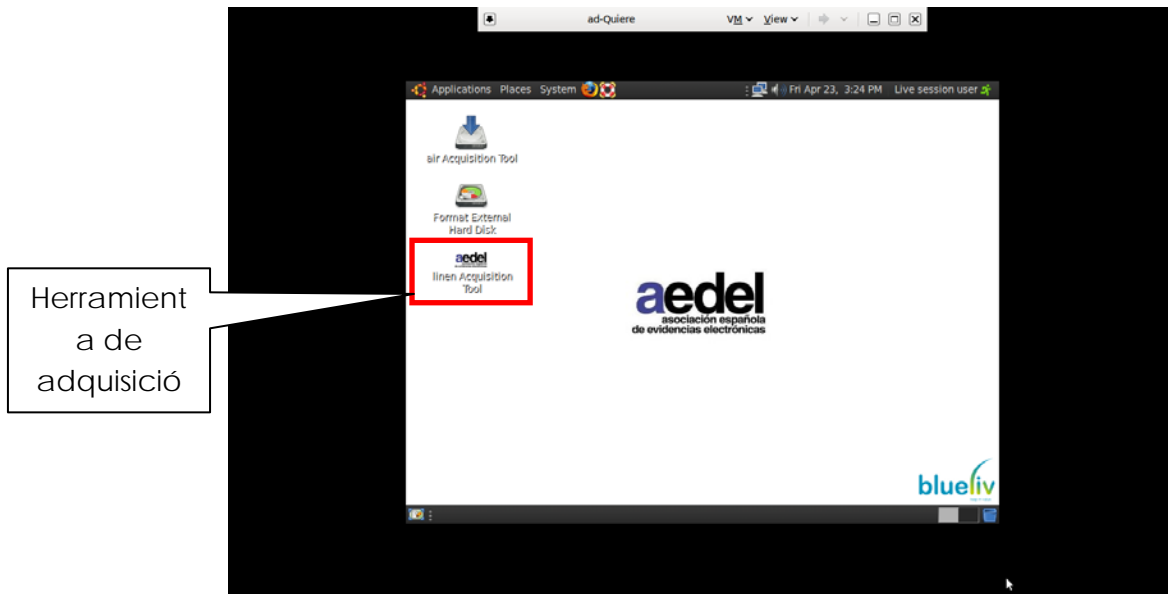 ad-Quiere VM View
Applications Places System Fri Apr 23, 3:24 PM Live session user
air Acquisition Tool
Format External
Hard Disk
aedel
linen Acquisition
Tool
Herramient
a de
adquisició
aedel
asociación española
de evidencias electrónicas
blueliv